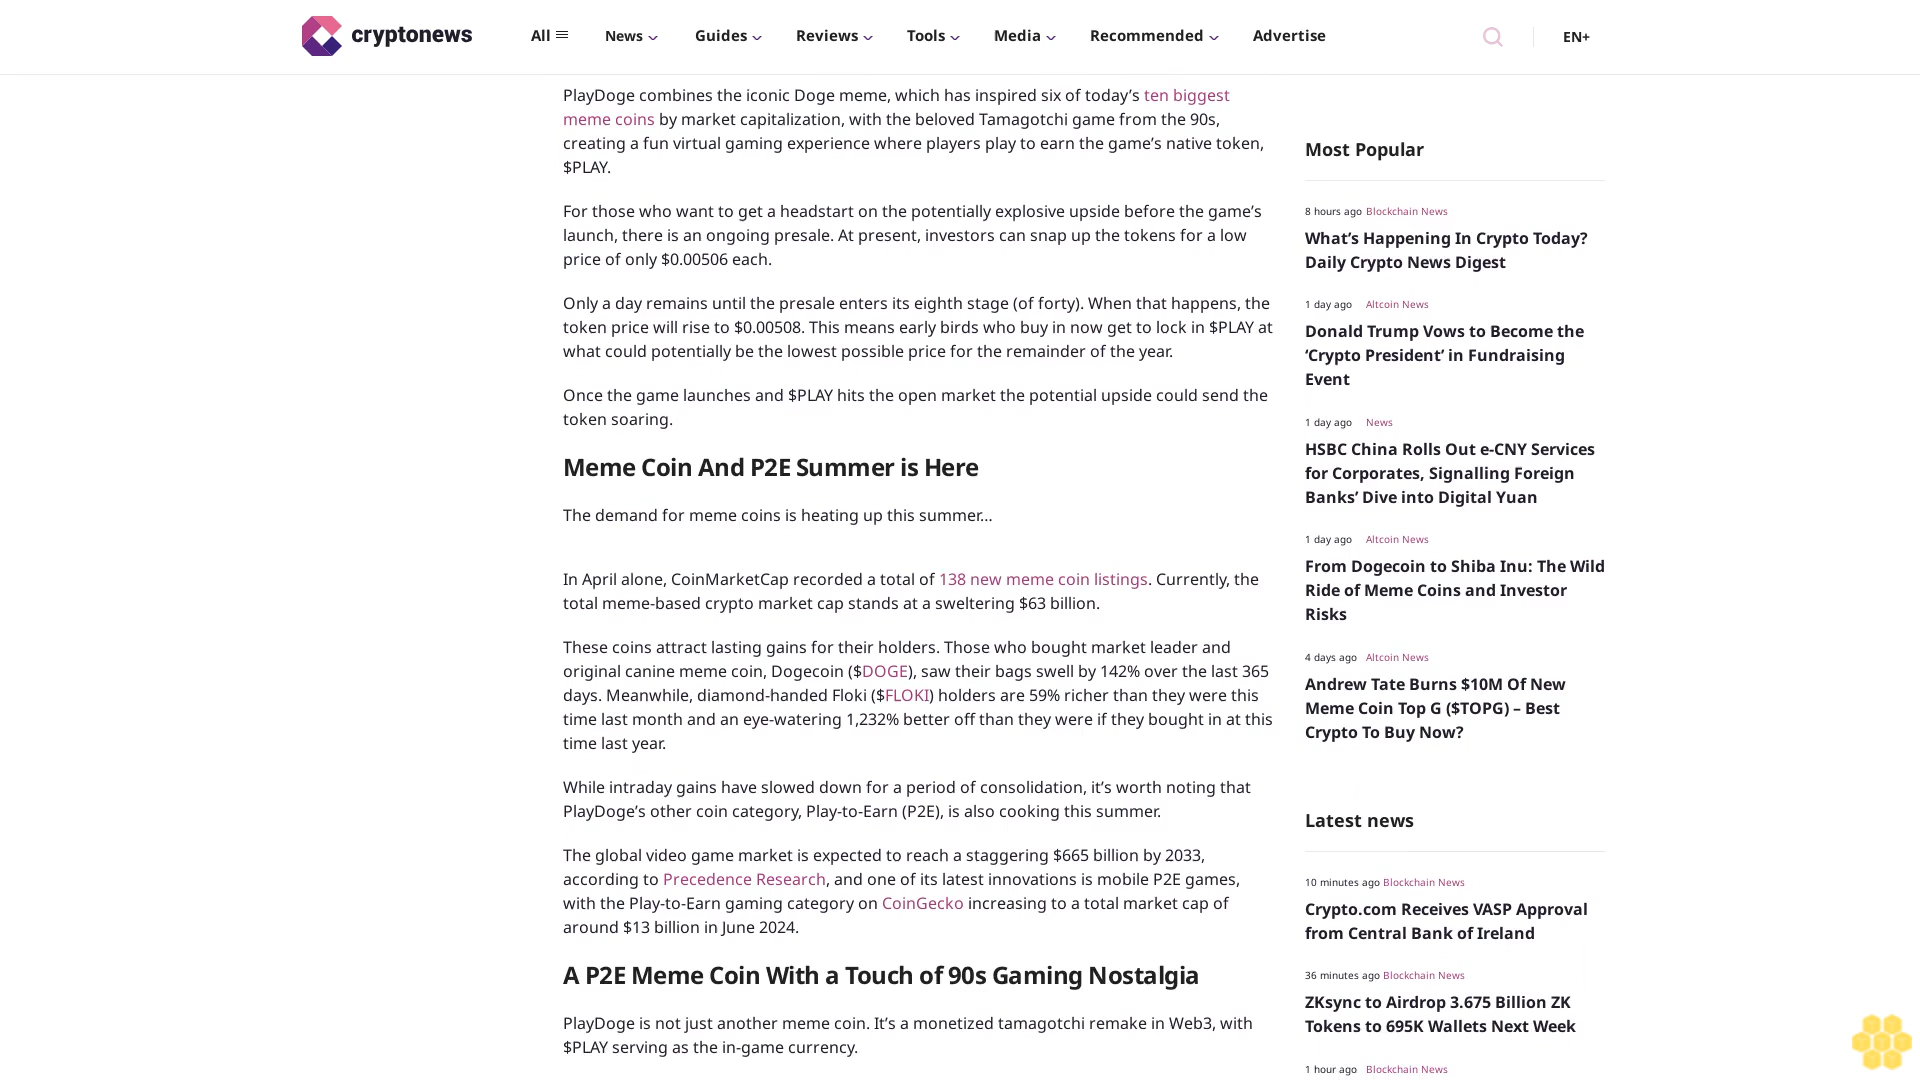 cryptonews
All
News
Guides
Reviews
Tools
Media
Recommended
Advertise
EN+
PlayDoge combines the iconic Doge meme, which has inspired six of today’s ten biggest
meme coins by market capitalization, with the beloved Tamagotchi game from the 90s,
creating a fun virtual gaming experience where players play to earn the game’s native token,
$PLAY.
For those who want to get a headstart on the potentially explosive upside before the game’s
launch, there is an ongoing presale. At present, investors can snap up the tokens for a low
price of only $0.00506 each.
Only a day remains until the presale enters its eighth stage (of forty). When that happens, the
token price will rise to $0.00508. This means early birds who buy in now get to lock in $PLAY at
what could potentially be the lowest possible price for the remainder of the year.
Once the game launches and $PLAY hits the open market the potential upside could send the
token soaring.
Meme Coin And P2E Summer is Here
The demand for meme coins is heating up this summer…
In April alone, CoinMarketCap recorded a total of 138 new meme coin listings. Currently, the
total meme-based crypto market cap stands at a sweltering $63 billion.
These coins attract lasting gains for their holders. Those who bought market leader and
original canine meme coin, Dogecoin ($DOGE), saw their bags swell by 142% over the last 365
days. Meanwhile, diamond-handed Floki ($FLOKI) holders are 59% richer than they were this
time last month and an eye-watering 1,232% better off than they were if they bought in at this
time last year.
While intraday gains have slowed down for a period of consolidation, it’s worth noting that
PlayDoge’s other coin category, Play-to-Earn (P2E), is also cooking this summer.
The global video game market is expected to reach a staggering $665 billion by 2033,
according to Precedence Research, and one of its latest innovations is mobile P2E games,
with the Play-to-Earn gaming category on CoinGecko increasing to a total market cap of
around $13 billion in June 2024.
A P2E Meme Coin With a Touch of 90s Gaming Nostalgia
PlayDoge is not just another meme coin. It’s a monetized tamagotchi remake in Web3, with
$PLAY serving as the in-game currency.
Most Popular
8 hours ago Blockchain News
What’s Happening In Crypto Today?
Daily Crypto News Digest
1 day ago Altcoin News
Donald Trump Vows to Become the
‘Crypto President’ in Fundraising
Event
1 day ago News
HSBC China Rolls Out e-CNY Services
for Corporates, Signalling Foreign
Banks’ Dive into Digital Yuan
1 day ago Altcoin News
From Dogecoin to Shiba Inu: The Wild
Ride of Meme Coins and Investor
Risks
4 days ago Altcoin News
Andrew Tate Burns $10M Of New
Meme Coin Top G ($TOPG) – Best
Crypto To Buy Now?
Latest news
10 minutes ago Blockchain News
Crypto.com Receives VASP Approval
from Central Bank of Ireland
36 minutes ago Blockchain News
ZKsync to Airdrop 3.675 Billion ZK
Tokens to 695K Wallets Next Week
1 hour ago Blockchain News